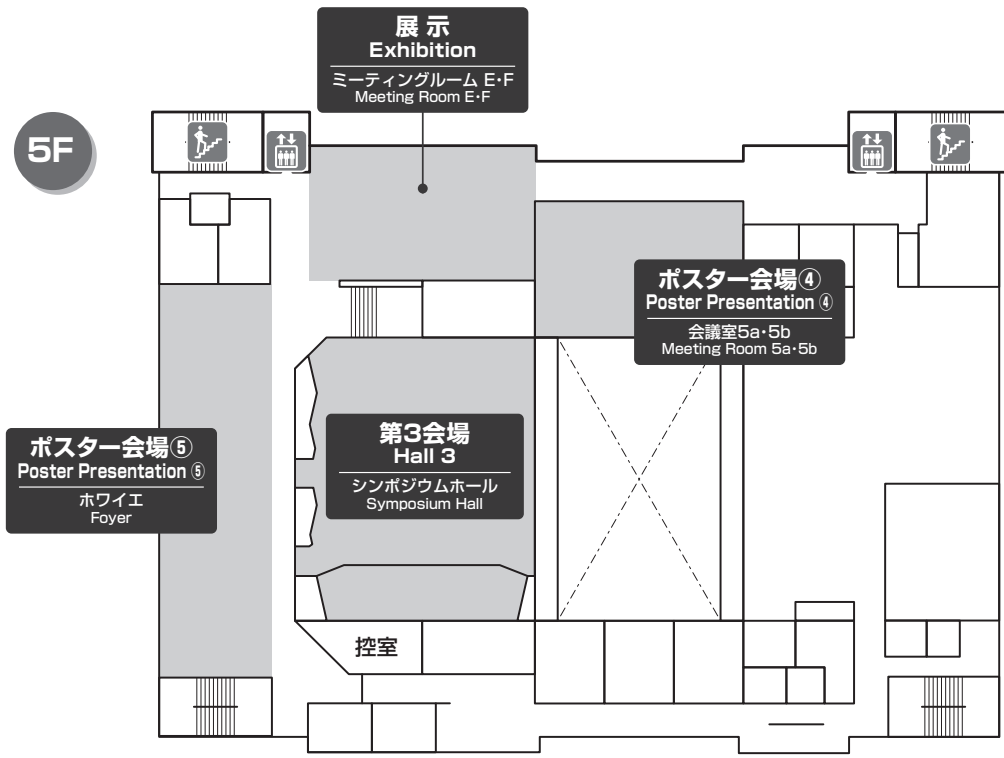 5F
展示
Exhibition
ミーティングルーム E・F
Meeting Room E・F
ポスター会場④
Poster Presentation ④
会議室5a・5b
Meeting Room 5a・5b
ポスター会場⑤
Poster Presentation ⑤
ホワイエ
Foyer
第3会場
Hall 3
シンポジウムホール
Symposium Hall
控室